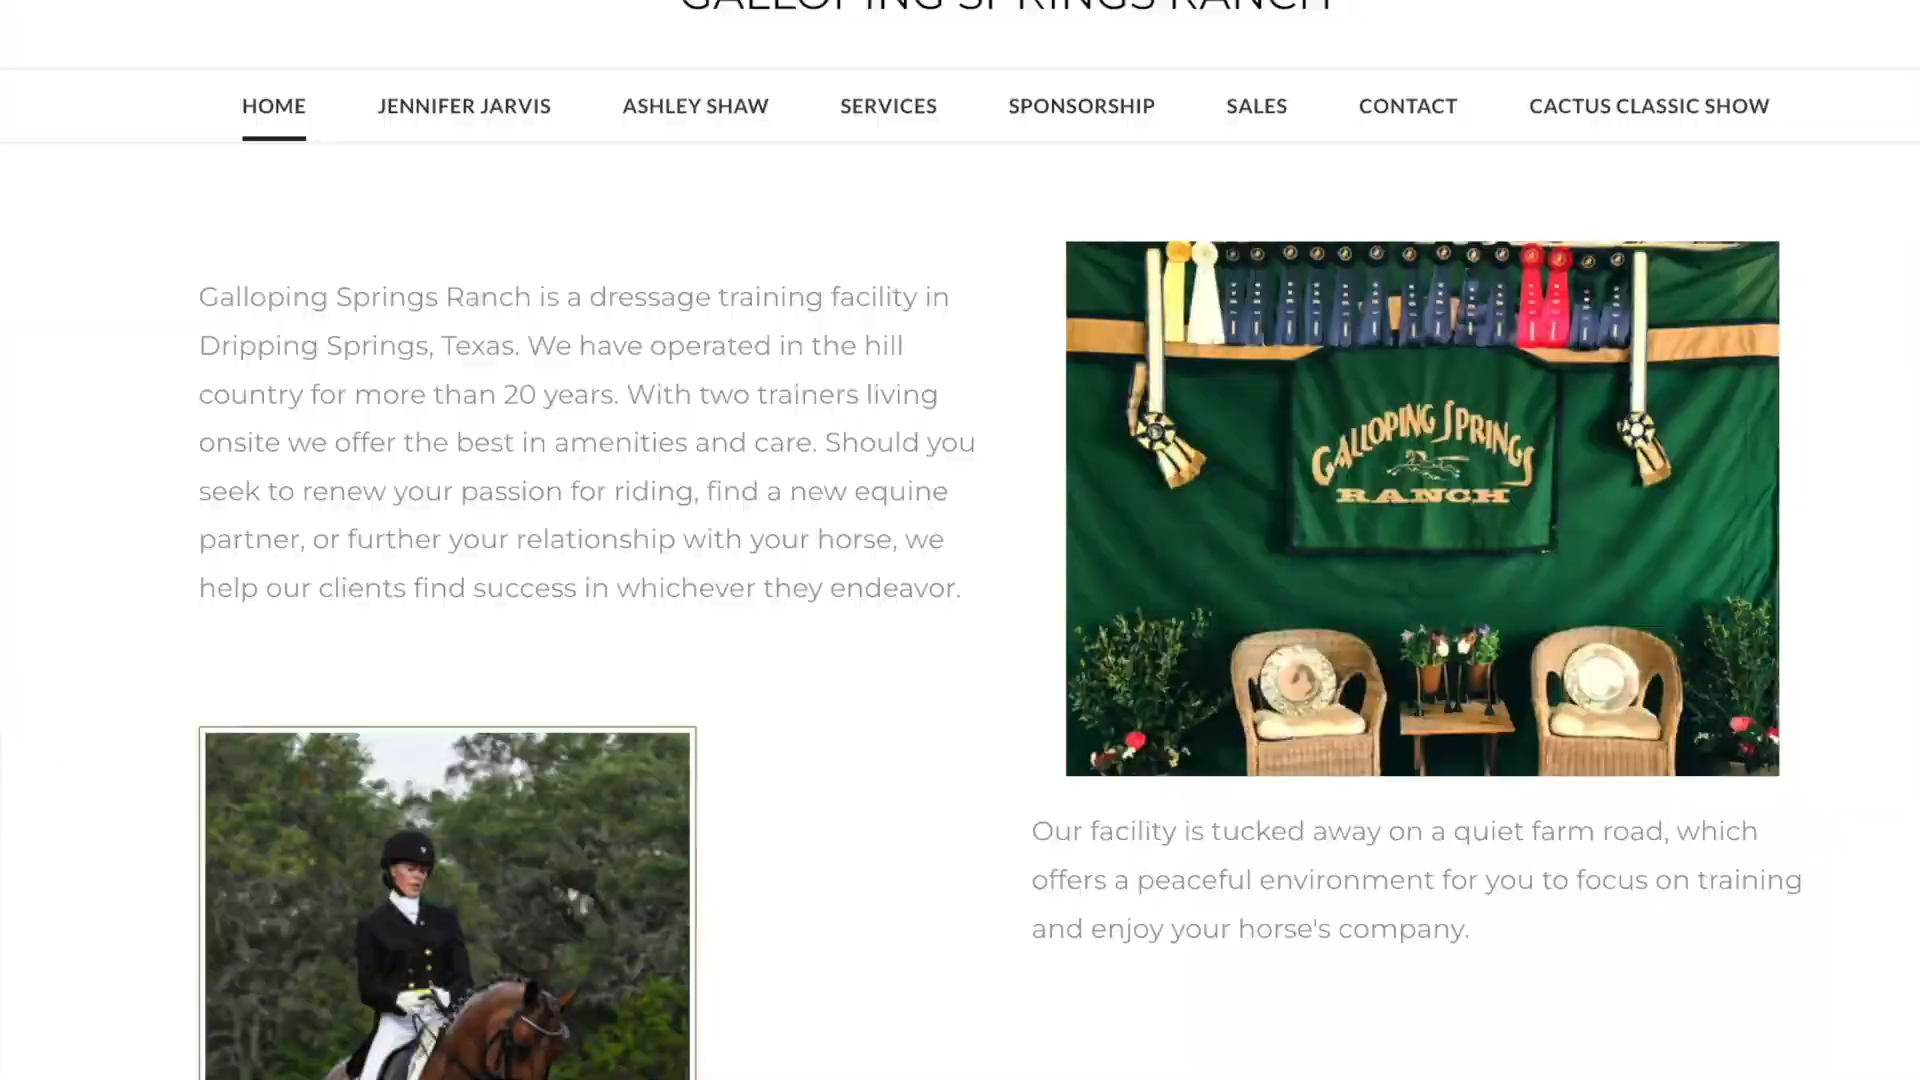 GALLOPING SPRINGS RANCH
HOME JENNIFER JARVIS ASHLEY SHAW SERVICES SPONSORSHIP SALES CONTACT CACTUS CLASSIC SHOW
Galloping Springs Ranch is a dressage training facility in
Dripping Springs, Texas. We have operated in the hill
country for more than 20 years. With two trainers living
onsite we offer the best in amenities and care. Should you
seek to renew your passion for riding, find a new equine
partner, or further your relationship with your horse, we
help our clients find success in whichever they endeavor.
GALLOPING SPRINGS
RANCH
Our facility is tucked away on a quiet farm road, which
offers a peaceful environment for you to focus on training
and enjoy your horse's company.